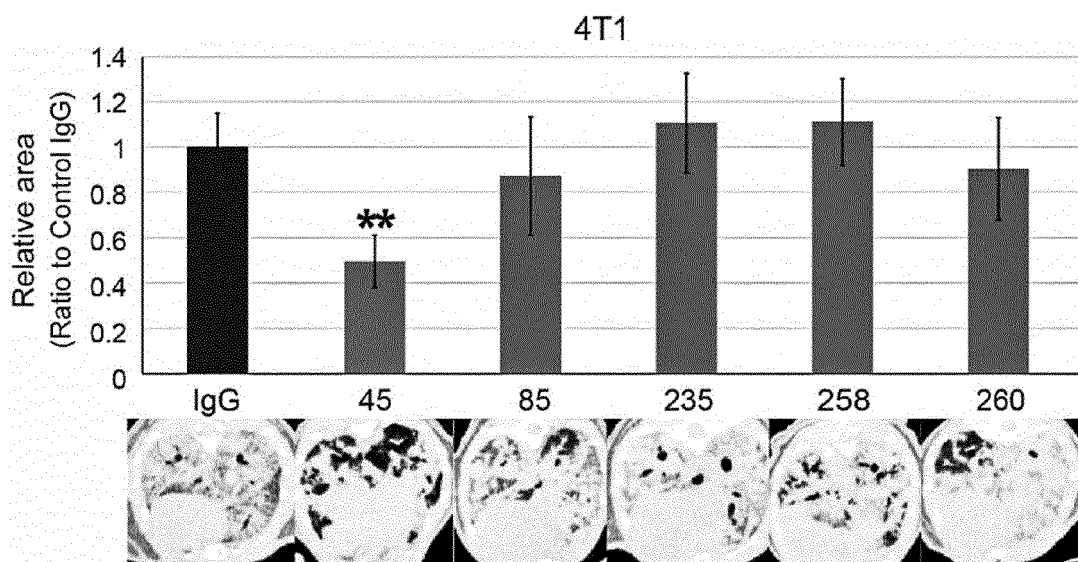 4T1
Relative area
(Ratio to Control IgG)
1.4
1.2
1
0.8
0.6
0.4
0.2
0
**
IgG 45 85 235 258 260